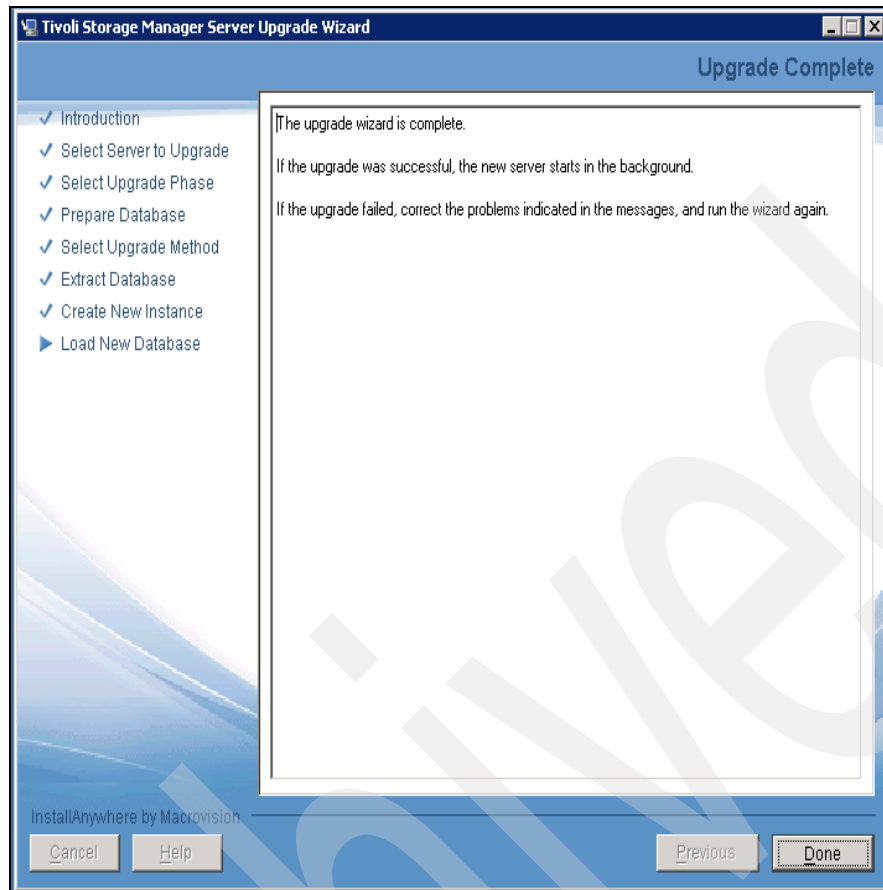 Tivoli Storage Manager Server Upgrade Wizard
Upgrade Complete
Introduction
Select Server to Upgrade
Select Upgrade Phase
Prepare Database
Select Upgrade Method
Extract Database
Create New Instance
Load New Database
The upgrade wizard is complete.
If the upgrade was successful, the new server starts in the background.
If the upgrade failed, correct the problems indicated in the messages, and run the wizard again.
InstallAnywhere by Macrovision
Cancel
Help
Previous
Done
hived